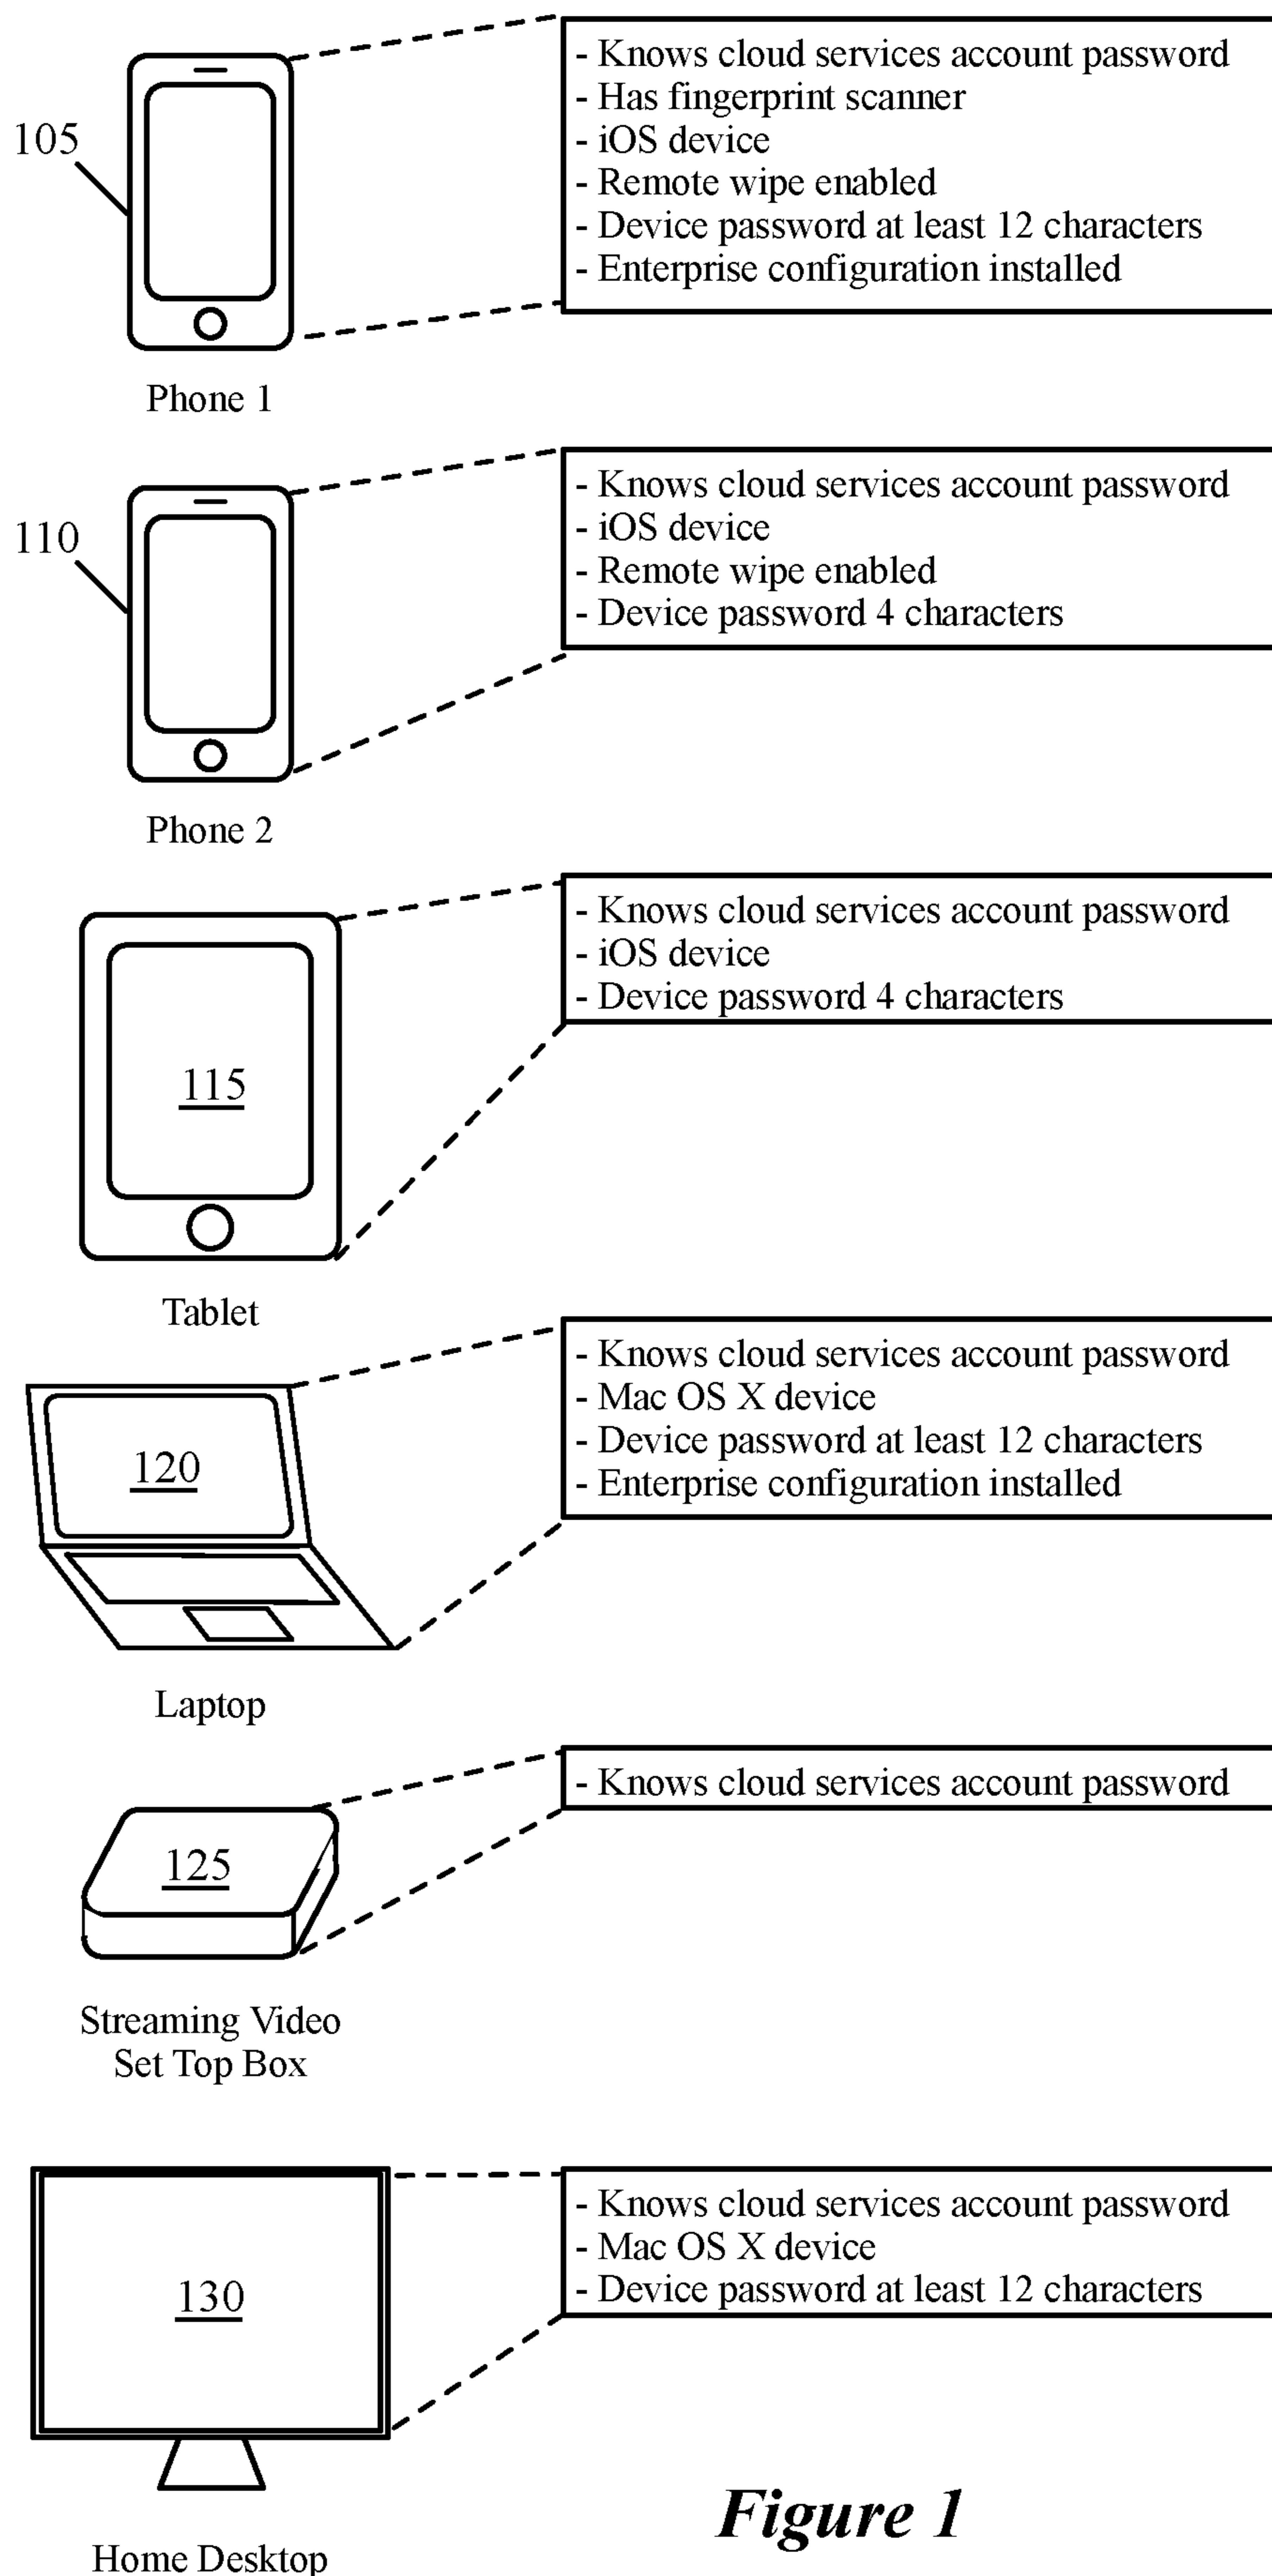 - Knows cloud services account password
- Has fingerprint scanner
- iOS device
- Remote wipe enabled
- Device password at least 12 characters
- Enterprise configuration installed
105
Phone 1
- Knows cloud services account password
- iOS device
- Remote wipe enabled
- Device password 4 characters
110
Phone 2
- Knows cloud services account password
- iOS device
- Device password 4 characters
115
Tablet
- Knows cloud services account password
- Mac OS X device
- Device password at least 12 characters
- Enterprise configuration installed
120
Laptop
- Knows cloud services account password
125
Streaming Video
Set Top Box
- Knows cloud services account password
- Mac OS X device
- Device password at least 12 characters
130
Home Desktop
Figure 1